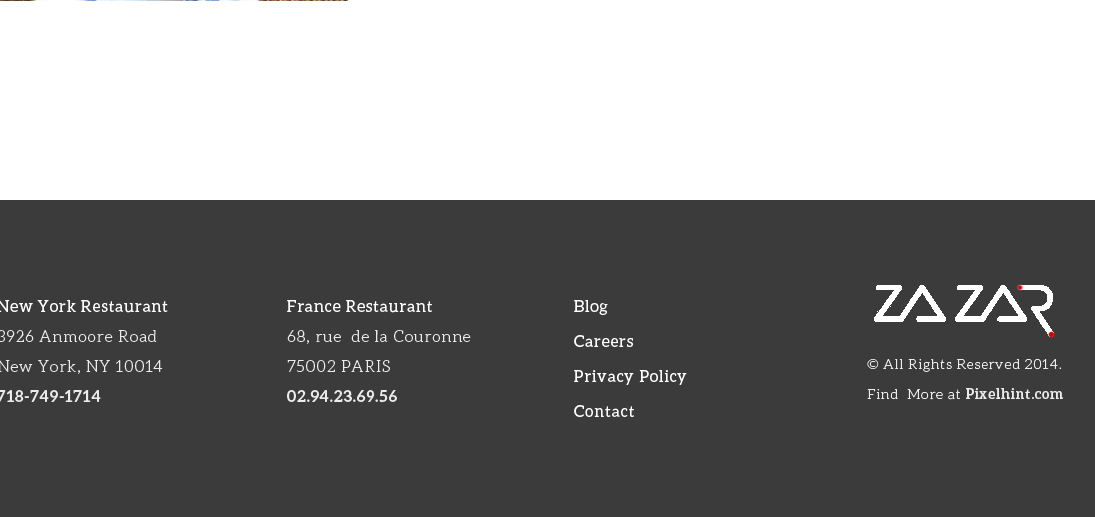 New York Restaurant
3926 Anmoore Road
New York, NY 10014
718-749-1714
France Restaurant
68, rue  de la Couronne
75002 PARIS
02.94.23.69.56
Blog
Careers
Privacy Policy
Contact
ZAZAR
© All Rights Reserved 2014.
Find  More at Pixelhint.com